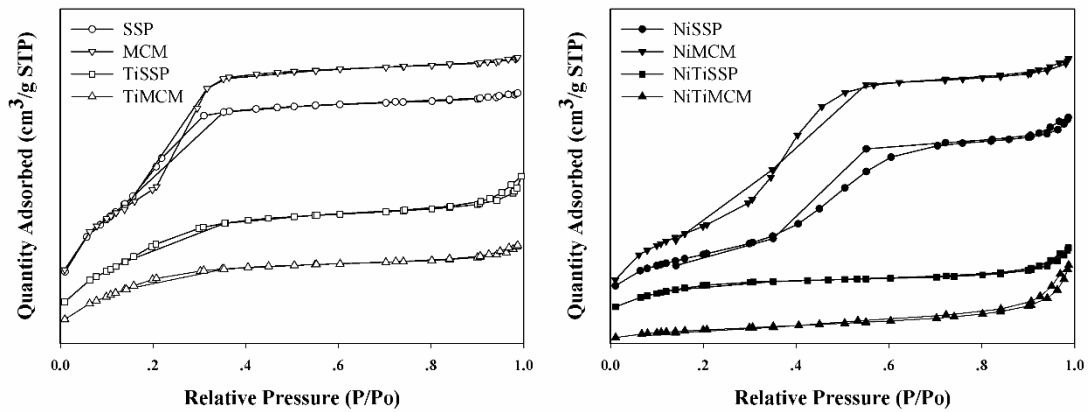 Quantity Adsorbed (cm³/g STP)
SSP
MCM
TiSSP
TiMCM
0.0 .2 .4 .6 .8 1.0
Relative Pressure (P/Po)
Quantity Adsorbed (cm³/g STP)
NiSSP
NiMCM
NiTiSSP
NiTiMCM
0.0 .2 .4 .6 .8 1.0
Relative Pressure (P/Po)